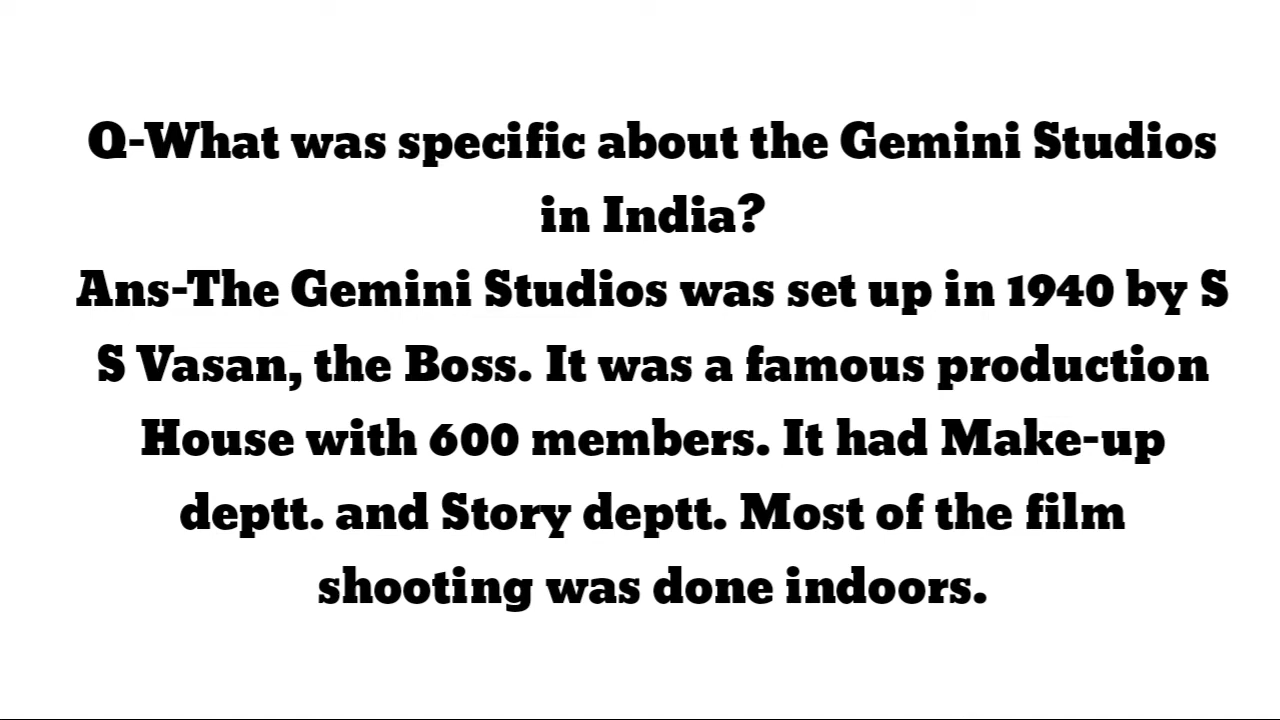 Q-What was specific about the Gemini Studios
in India?
Ans-The Gemini Studios was set up in 1940 by S
S Vasan, the Boss. It was a famous production
House with 600 members. It had Make-up
deptt. and Story deptt. Most of the film
shooting was done indoors.